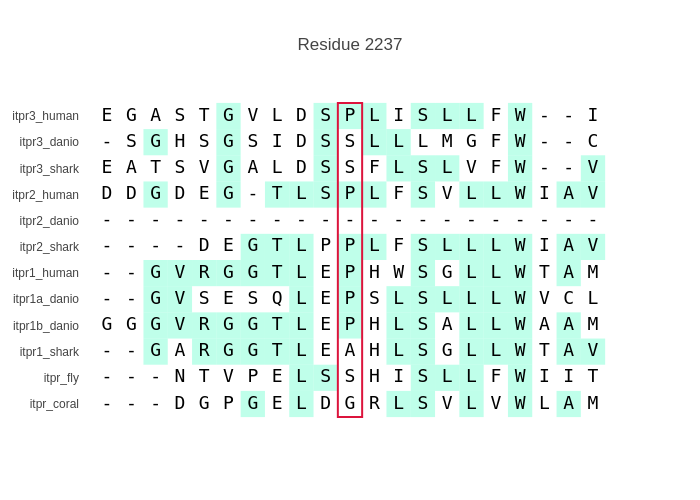 Residue 2237
itpr3_human E G A S T G V L D S P L I S L L F W - - I
itpr3_danio - S G H S G S I D S S L L L M G F W - - C
itpr3_shark E A T S V G A L D S S F L S L V F W - - V
itpr2_human D D G D E G - T L S P L F S V L L W I A V
itpr2_danio - - - - - - - - - - - - - - - - - - - - -
itpr2_shark - - - - D E G T L P P L F S L L L W I A V
itpr1_human - - G V R G G T L E P H W S G L L W T A M
itpr1a_danio - - G V S E S Q L E P S L S L L L W V C L
itpr1b_danio G G G V R G G T L E P H L S A L L W A A M
itpr1_shark - - G A R G G T L E A H L S G L L W T A V
itpr_fly - - - N T V P E L S S H I S L L F W I I T
itpr_coral - - - D G P G E L D G R L S V L V W L A M